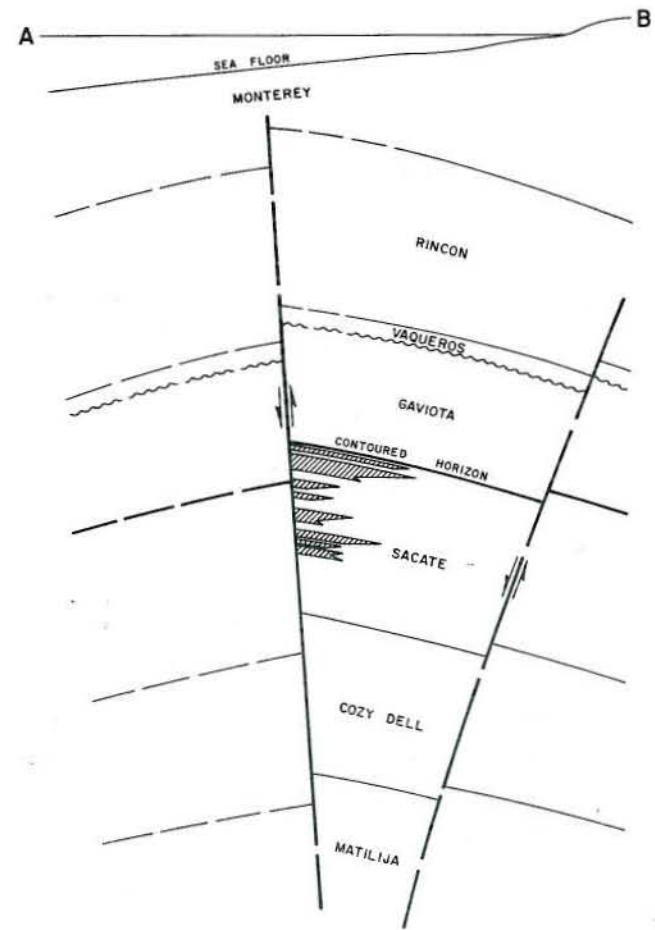 A
B
SEA FLOOR
MONTEREY
RINCON
VAQUEROS
GAVIOTA
CONTOURED HORIZON
SACATE
COZY DELL
MATILIJA